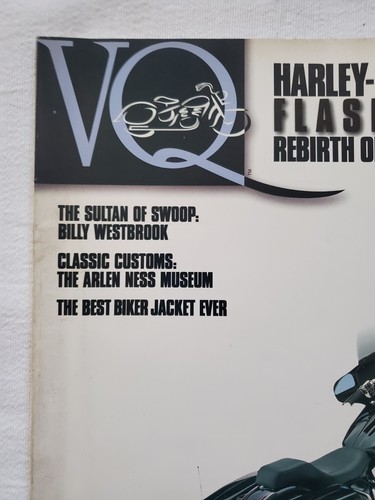 VQ
HARLEY-
FLAS
REBIRTH O
THE SULTAN OF SWOOP:
BILLY WESTBROOK
CLASSIC CUSTOMS:
THE ARLEN NESS MUSEUM
THE BEST BIKER JACKET EVER